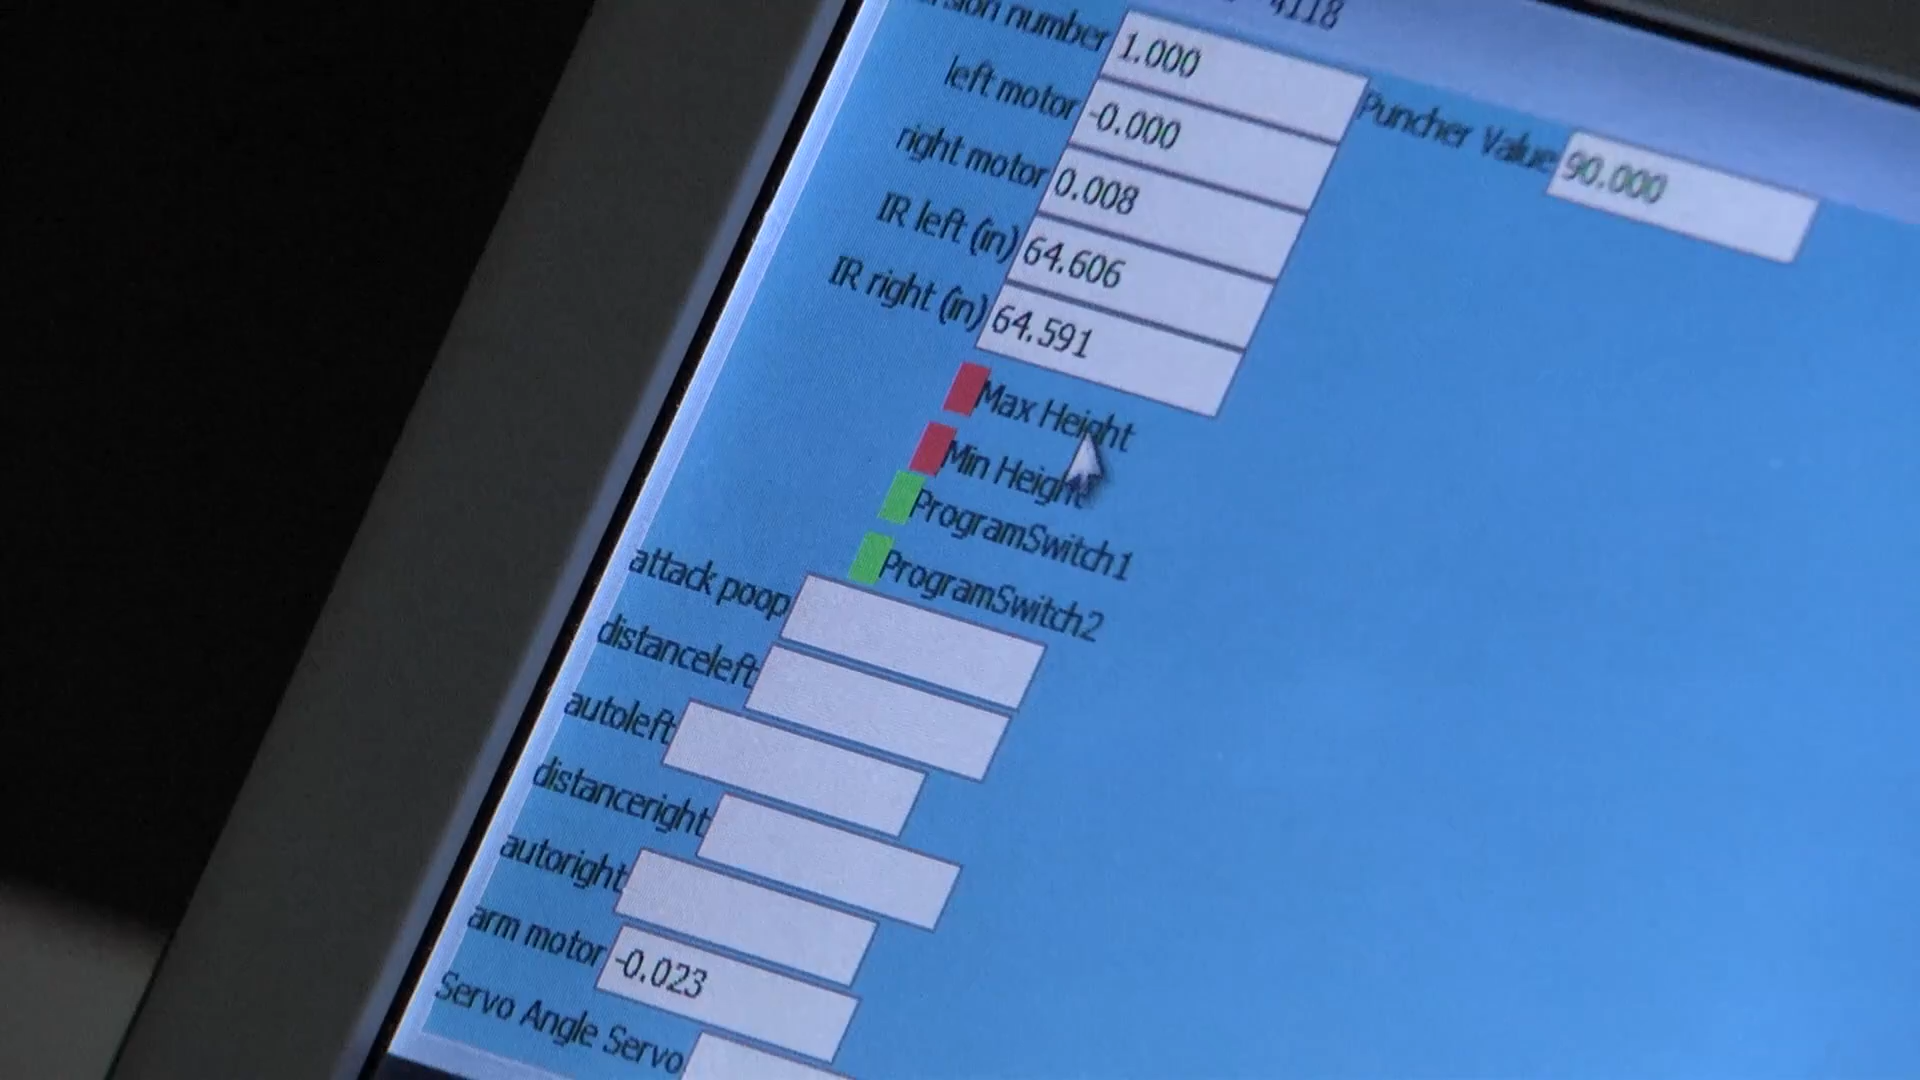 4118
number 1.000
left motor -0.000
Puncher Value 90.000
right motor 0.008
IR left (in) 64.606
IR right (in) 64.591
Max Height
Min Height
ProgramSwitch1
ProgramSwitch2
attack poop
distanceleft
autoleft
distanceright
autoright
arm motor -0.023
Servo Angle Servo